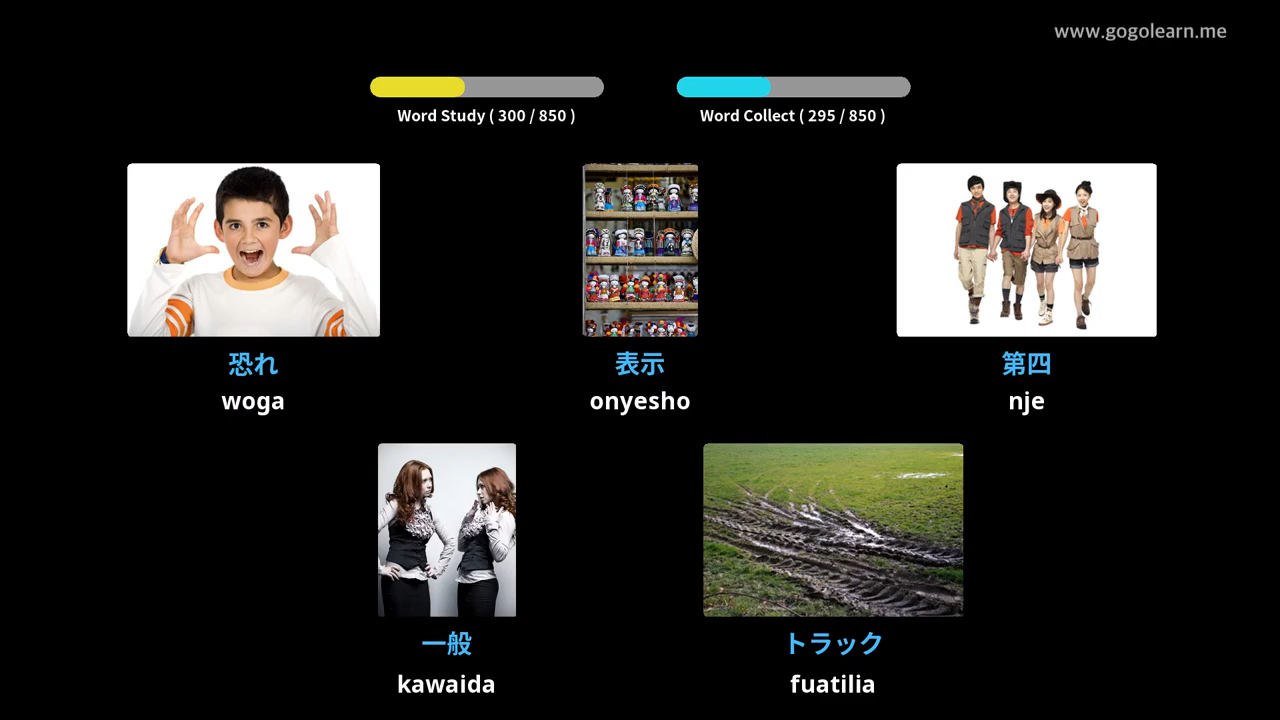 www.gogolearn.me
Word Study ( 300 / 850 )
Word Collect ( 295 / 850 )
恐れ
woga
表示
onyesho
第四
nje
一般
kawaida
トラック
fuatilia